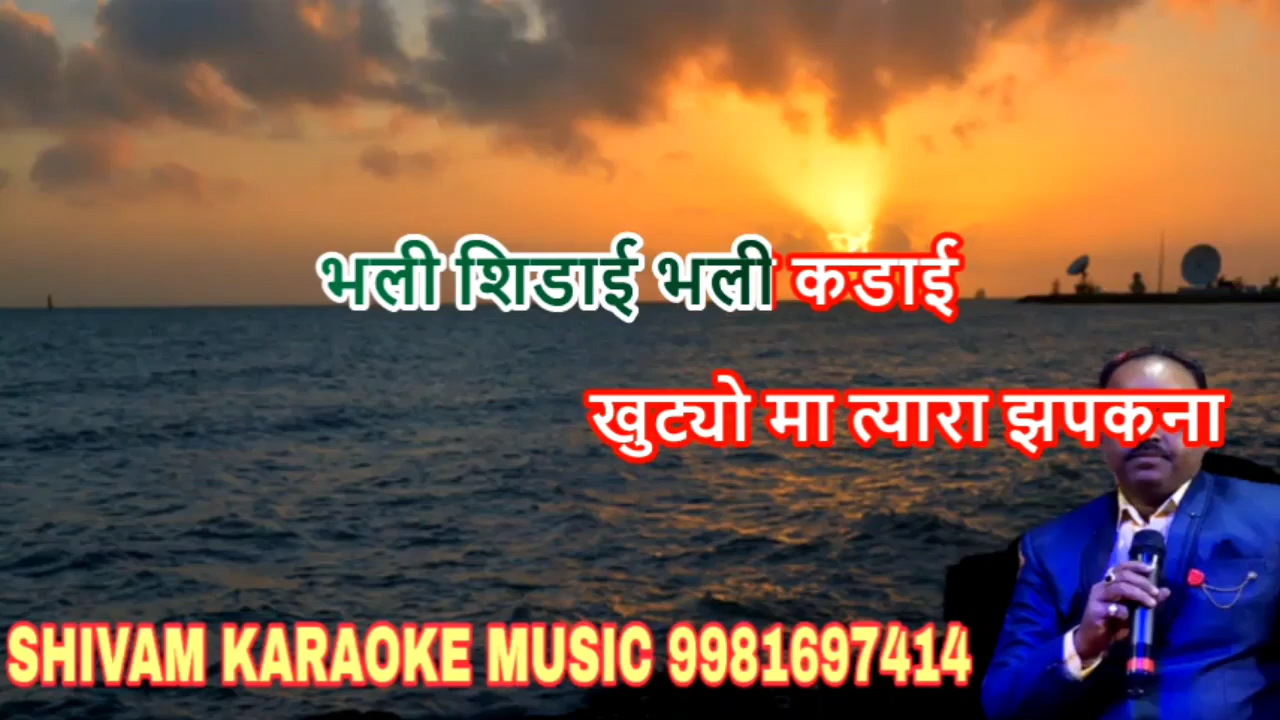 भली शिडाई भली कडाई
खुट्यो मा त्यारा झपकना
SHIVAM KARAOKE MUSIC 9981697414